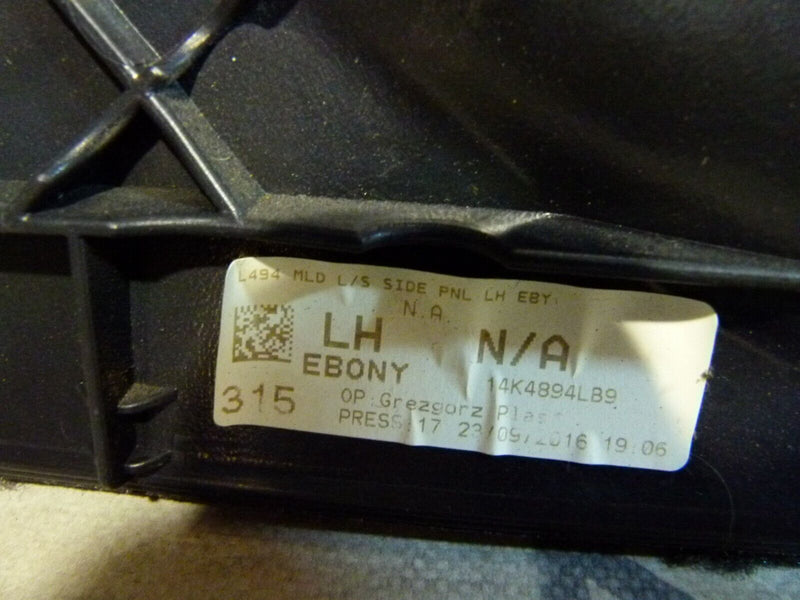 L494 MLD L/S SIDE PNL LH EBY
N.A.
LH N/A
EBONY 14K4894LB9
315 OP:Grezgorz
PRESS:17 23/09/2016 19:06